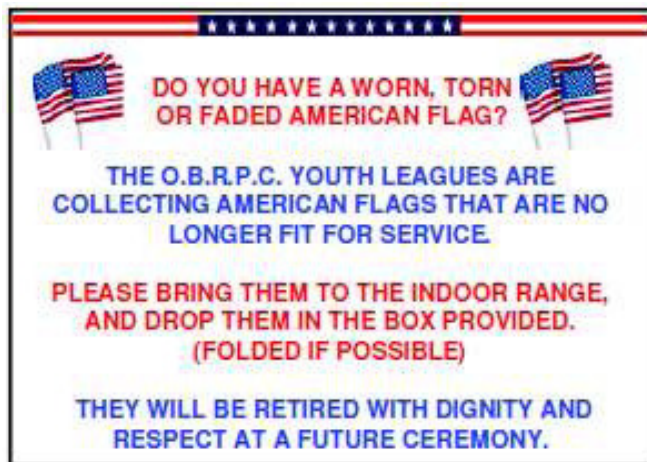 DO YOU HAVE A WORN, TORN
OR FADED AMERICAN FLAG?
THE O.B.R.P.C. YOUTH LEAGUES ARE
COLLECTING AMERICAN FLAGS THAT ARE NO
LONGER FIT FOR SERVICE.
PLEASE BRING THEM TO THE INDOOR RANGE,
AND DROP THEM IN THE BOX PROVIDED.
(FOLDED IF POSSIBLE)
THEY WILL BE RETIRED WITH DIGNITY AND
RESPECT AT A FUTURE CEREMONY.